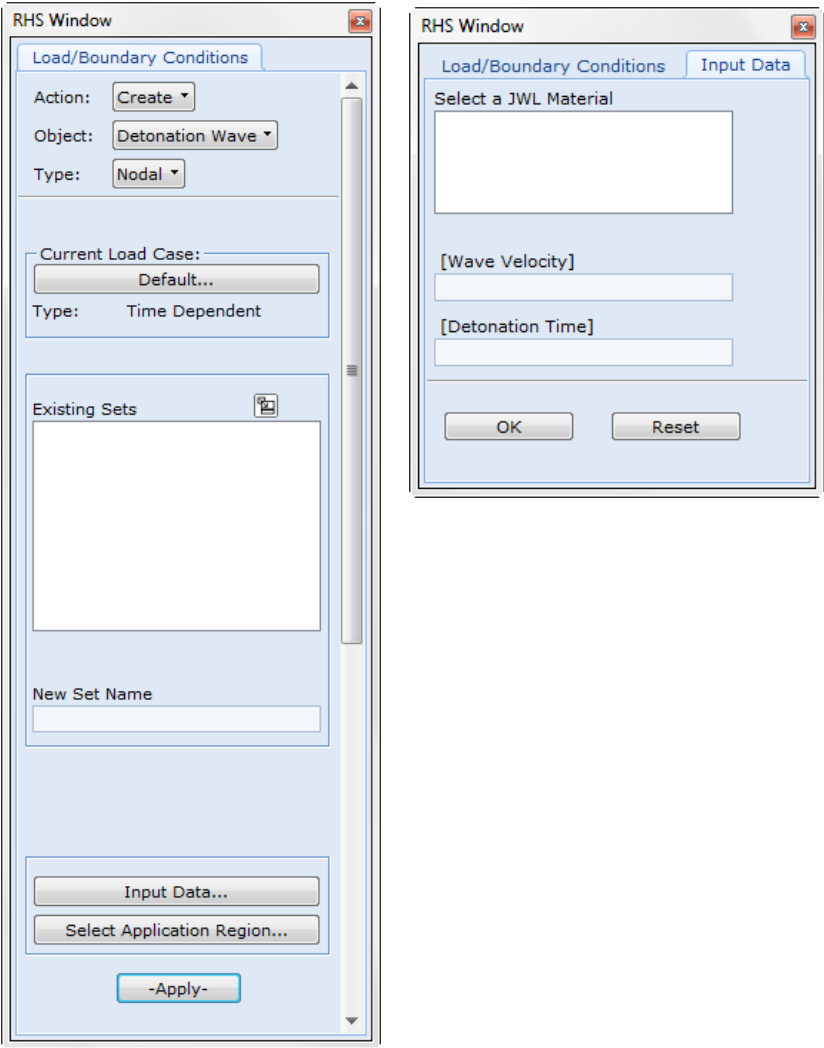 RHS Window
Load/Boundary Conditions
Action: Create
Object: Detonation Wave
Type: Nodal
Current Load Case:
Default...
Type: Time Dependent
Existing Sets
New Set Name
Input Data...
Select Application Region...
-Apply-
RHS Window
Load/Boundary Conditions Input Data
Select a JWL Material
[Wave Velocity]
[Detonation Time]
OK Reset